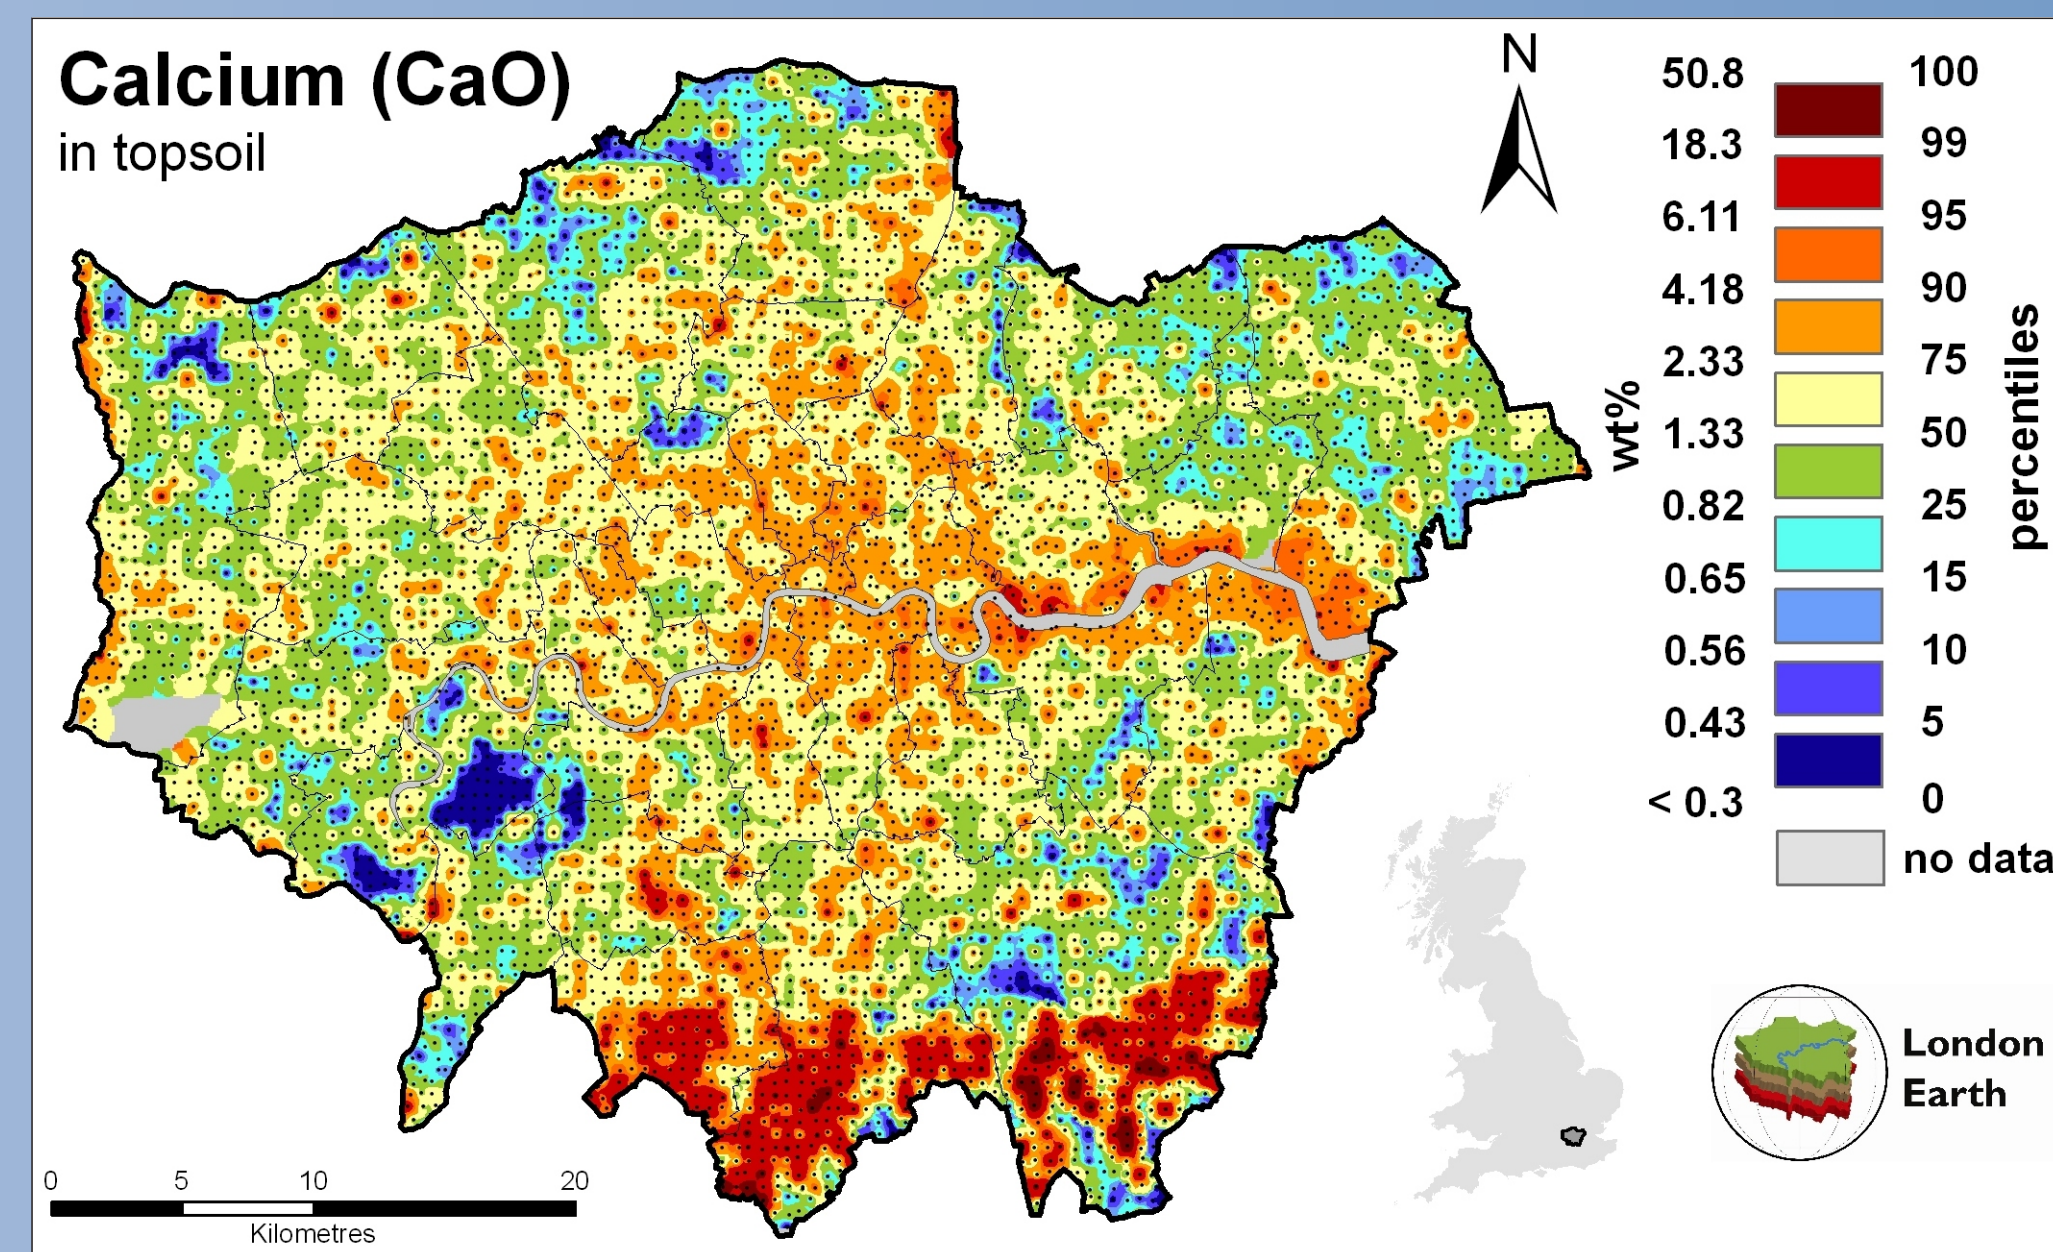 Calcium (CaO)
in topsoil
N
50.8 100
18.3 99
6.11 95
4.18 90
2.33 75
1.33 50
0.82 25
0.65 15
0.56 10
0.43 5
< 0.3 0
no data
wt%
percentiles
London
Earth
0 5 10 20
Kilometres